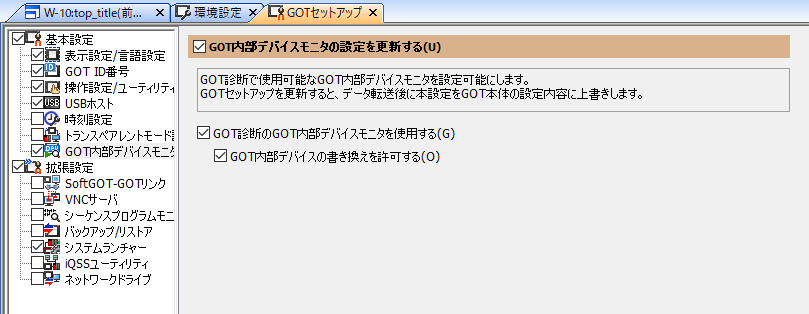 W-10:top_title(前...
環境設定
GOTセットアップ
基本設定
表示設定/言語設定
GOT ID番号
操作設定/ユーティリティ
USBホスト
時刻設定
トランスペアレントモード
GOT内部デバイスモニタ
拡張設定
SoftGOT-GOTリンク
VNCサーバ
シーケンスプログラムモニ
バックアップ/リストア
システムランチャー
iQSSユーティリティ
ネットワークドライブ
GOT内部デバイスモニタの設定を更新する(U)
GOT診断で使用可能なGOT内部デバイスモニタを設定可能にします。
GOTセットアップを更新すると、データ転送後に本設定をGOT本体の設定内容に上書きします。
GOT診断のGOT内部デバイスモニタを使用する(G)
GOT内部デバイスの書き換えを許可する(O)